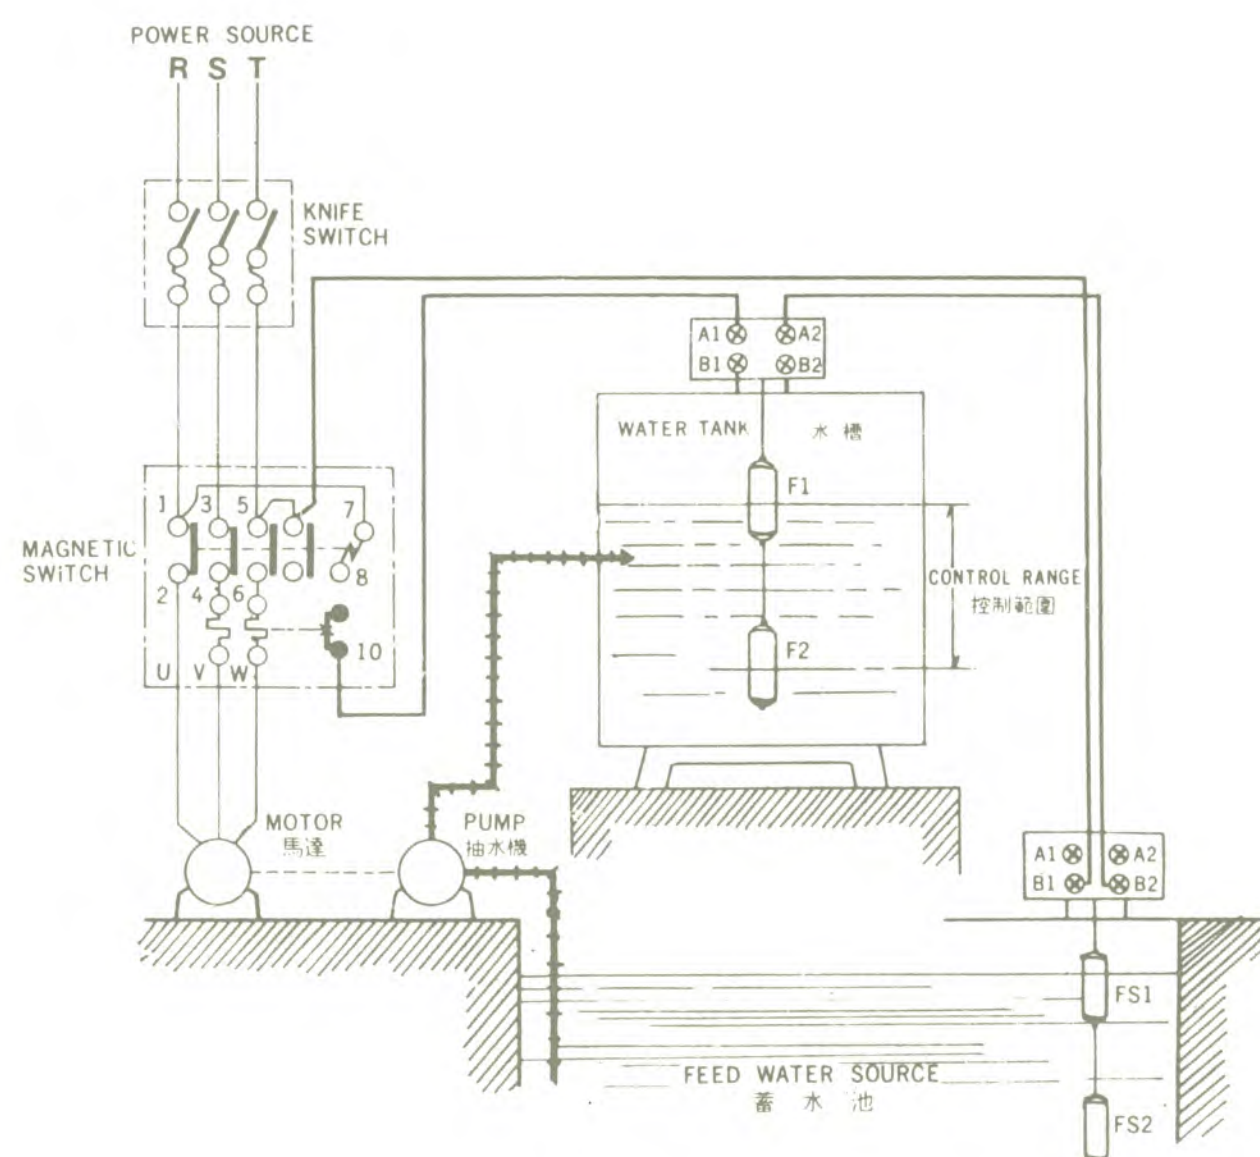 POWER SOURCE
R S T
KNIFE
SWITCH
A1 A2
B1 B2
WATER TANK 水槽
F1
1 3 5 7
MAGNETIC
SWiTCH
8
2 4 6
CONTROL RANGE
控制範圍
F2
10
U V W
MOTOR
馬達
PUMP
抽水機
A1 A2
B1 B2
FS1
FEED WATER SOURCE
蓄水池
FS2